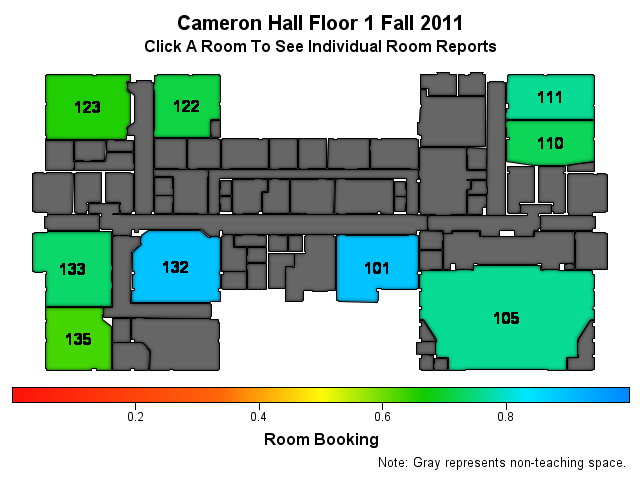 Cameron Hall Floor 1 Fall 2011
Click A Room To See Individual Room Reports
123
122
111
110
133
132
101
105
135
0.2 0.4 0.6 0.8
Room Booking
Note: Gray represents non-teaching space.